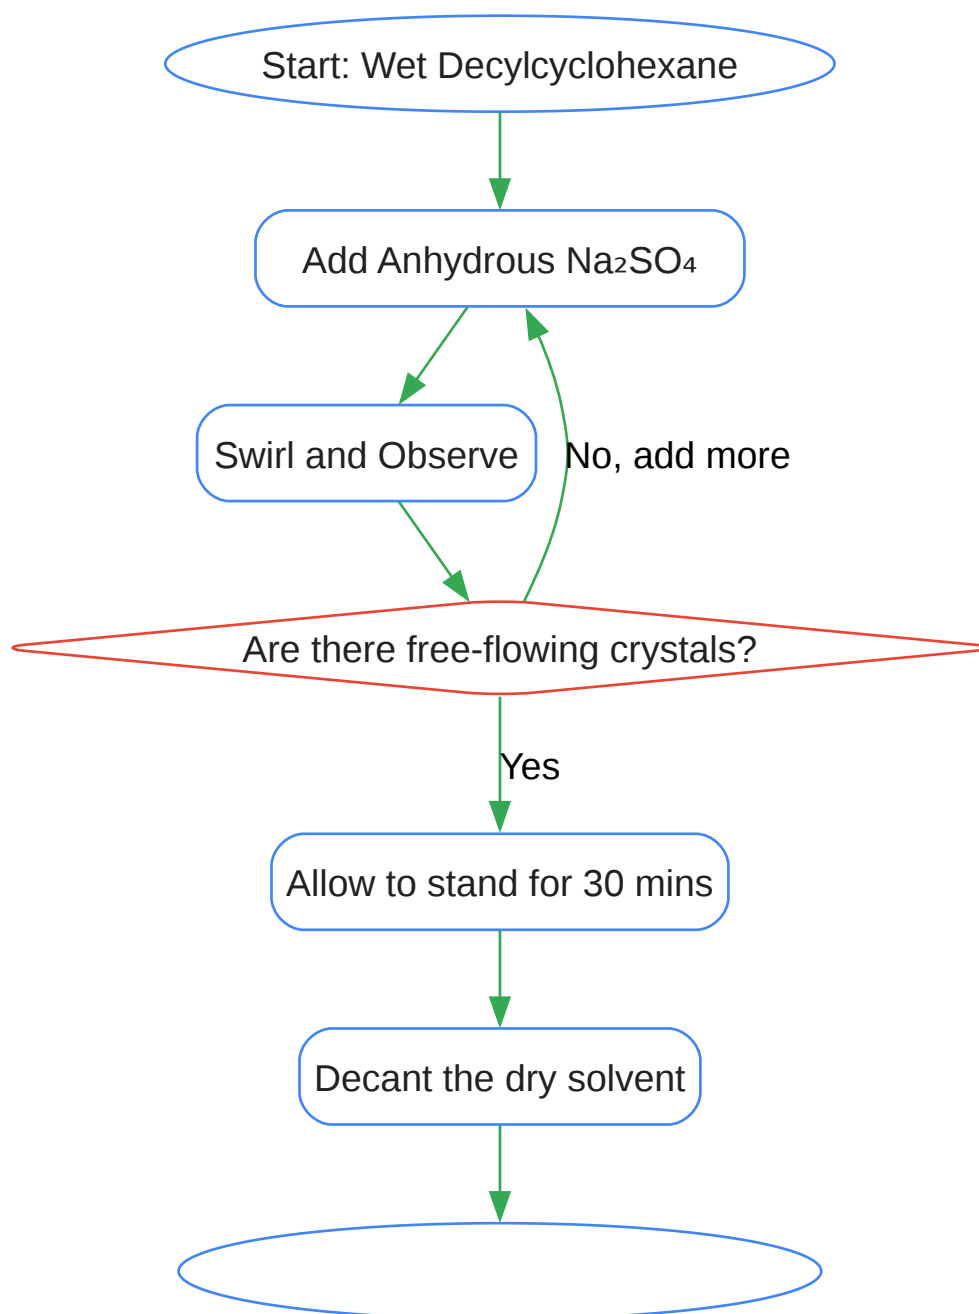 Start: Wet Decylcyclohexane
Add Anhydrous Na₂SO₄
Swirl and Observe
No, add more
Are there free-flowing crystals?
Yes
Allow to stand for 30 mins
Decant the dry solvent